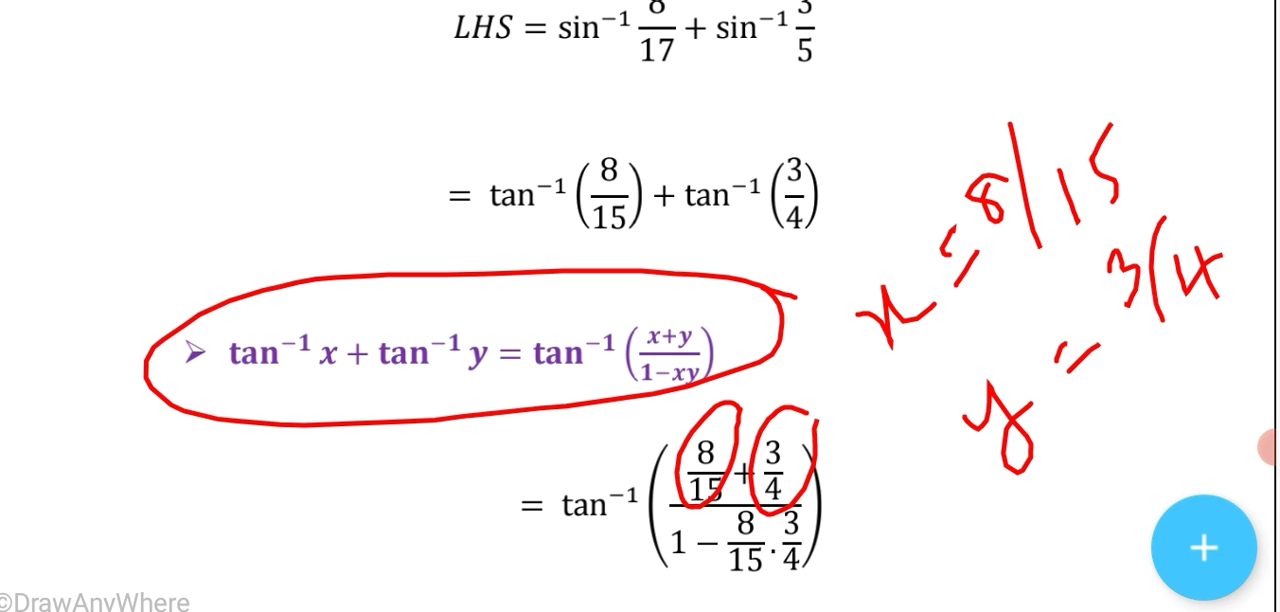 LHS = sin⁻¹ 8/17 + sin⁻¹ 3/5
= tan⁻¹ (8/15) + tan⁻¹ (3/4)
x = 8/15
y = 3/4
➢ tan⁻¹ x + tan⁻¹ y = tan⁻¹ ((x+y)/(1−xy))
= tan⁻¹ ((8/15 + 3/4)/(1 − 8/15 · 3/4))
+
©DrawAnyWhere